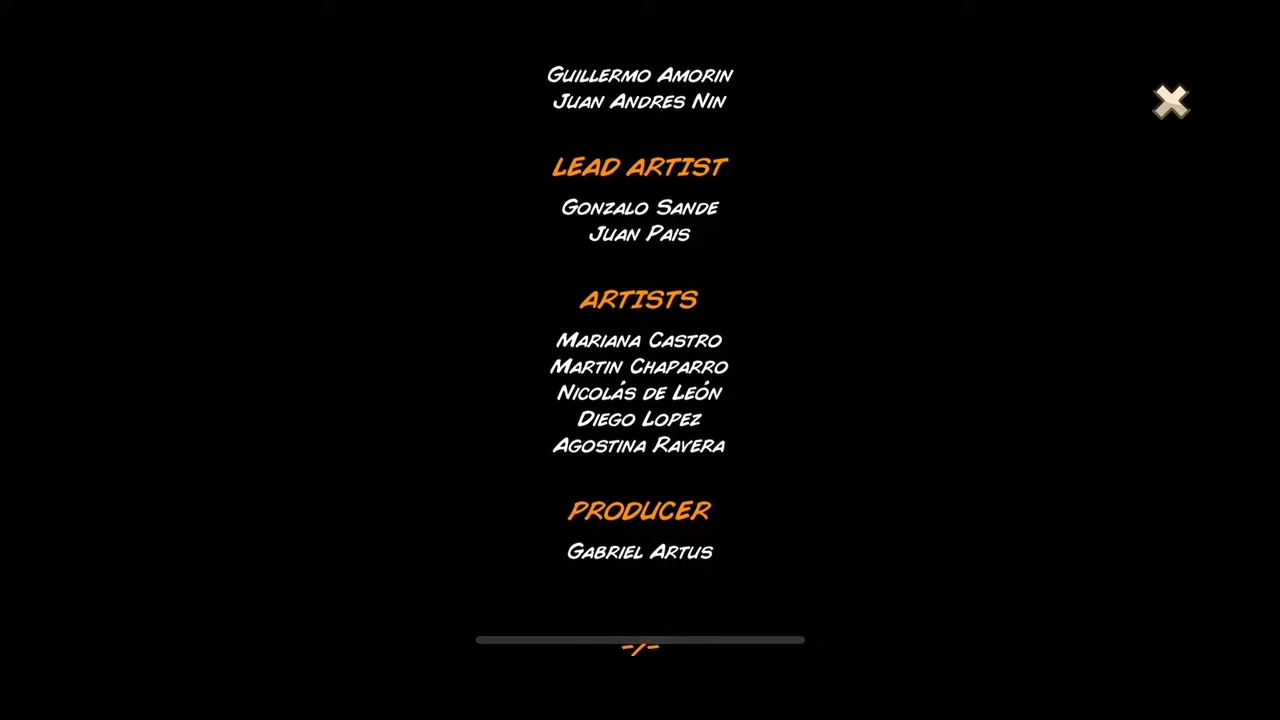 Guillermo Amorin
Juan Andres Nin
LEAD ARTIST
Gonzalo Sande
Juan Pais
ARTISTS
Mariana Castro
Martin Chaparro
Nicolás de León
Diego Lopez
Agostina Ravera
PRODUCER
Gabriel Artus
-/-